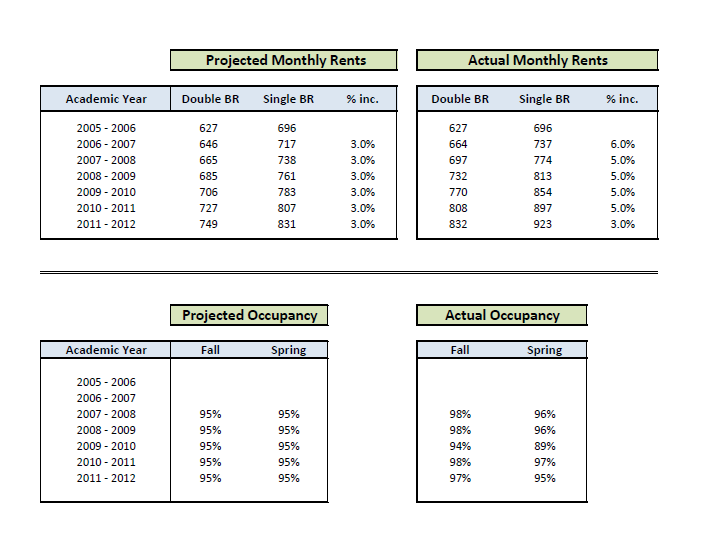 Projected Monthly Rents Actual Monthly Rents
Academic Year Double BR Single BR % inc. Double BR Single BR % inc.
2005 - 2006 627 696 627 696
2006 - 2007 646 717 3.0% 664 737 6.0%
2007 - 2008 665 738 3.0% 697 774 5.0%
2008 - 2009 685 761 3.0% 732 813 5.0%
2009 - 2010 706 783 3.0% 770 854 5.0%
2010 - 2011 727 807 3.0% 808 897 5.0%
2011 - 2012 749 831 3.0% 832 923 3.0%
Projected Occupancy Actual Occupancy
Academic Year Fall Spring Fall Spring
2005 - 2006
2006 - 2007
2007 - 2008 95% 95% 98% 96%
2008 - 2009 95% 95% 98% 96%
2009 - 2010 95% 95% 94% 89%
2010 - 2011 95% 95% 98% 97%
2011 - 2012 95% 95% 97% 95%